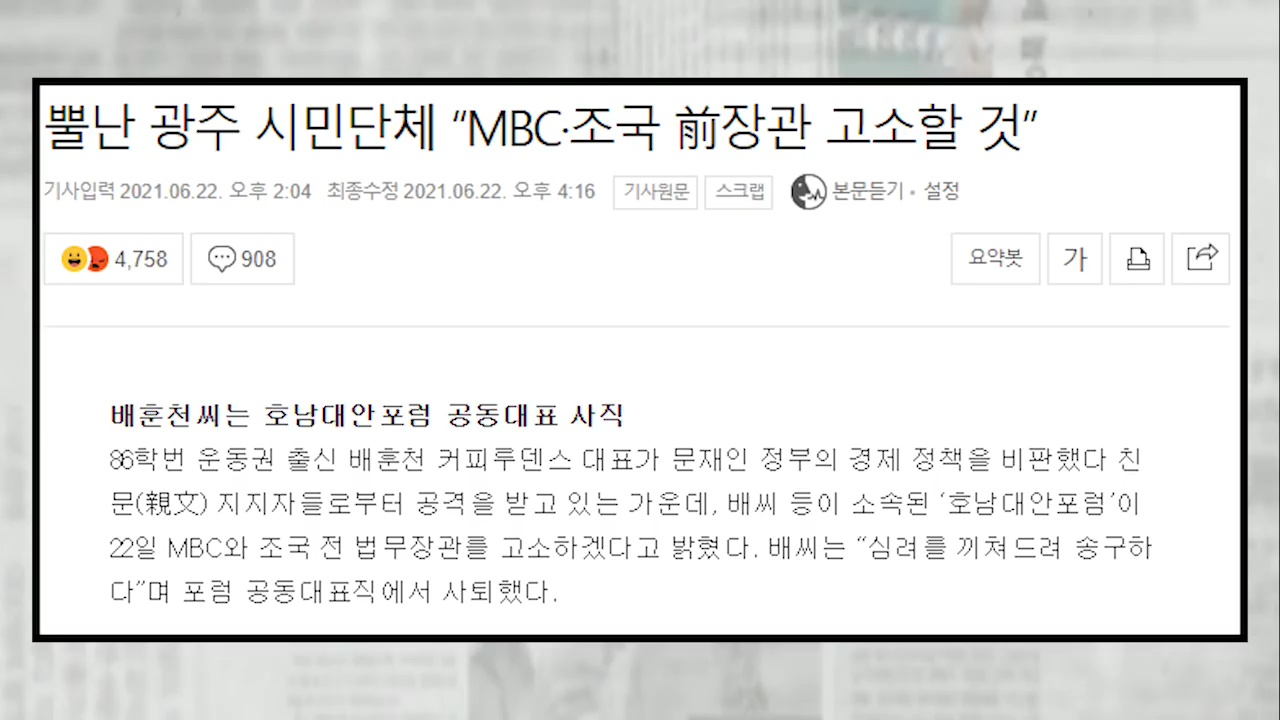 뿔난 광주 시민단체 “MBC·조국 前장관 고소할 것”
기사입력 2021.06.22. 오후 2:04 최종수정 2021.06.22. 오후 4:16 기사원문 스크랩 본문듣기 · 설정
4,758 908 요약봇 가
배훈천씨는 호남대안포럼 공동대표 사직
86학번 운동권 출신 배훈천 커피루덴스 대표가 문재인 정부의 경제 정책을 비판했다 친
문(親文) 지지자들로부터 공격을 받고 있는 가운데, 배씨 등이 소속된 ‘호남대안포럼’이
22일 MBC와 조국 전 법무장관를 고소하겠다고 밝혔다. 배씨는 “심려를 끼쳐드려 송구하
다”며 포럼 공동대표직에서 사퇴했다.